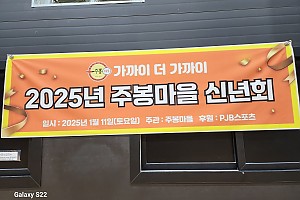 가까이 더 가까이
2025년 주봉마을 신년회
일시 : 2025년 1월 11일(토요일) 주관 : 주봉마을 후원 : PJB스포츠
Galaxy S22